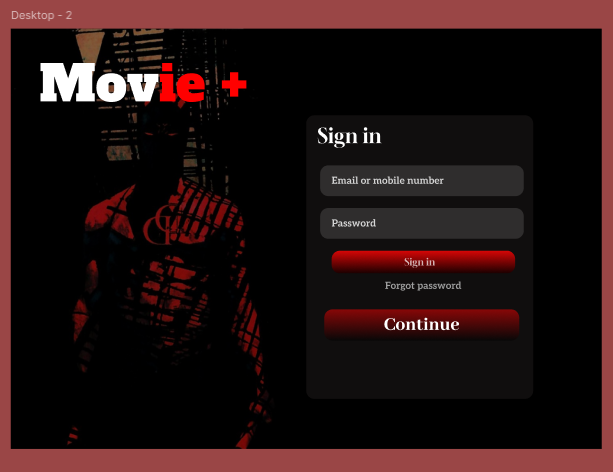 Desktop - 2
Movie +
Sign in
Email or mobile number
Password
Sign in
Forgot password
Continue